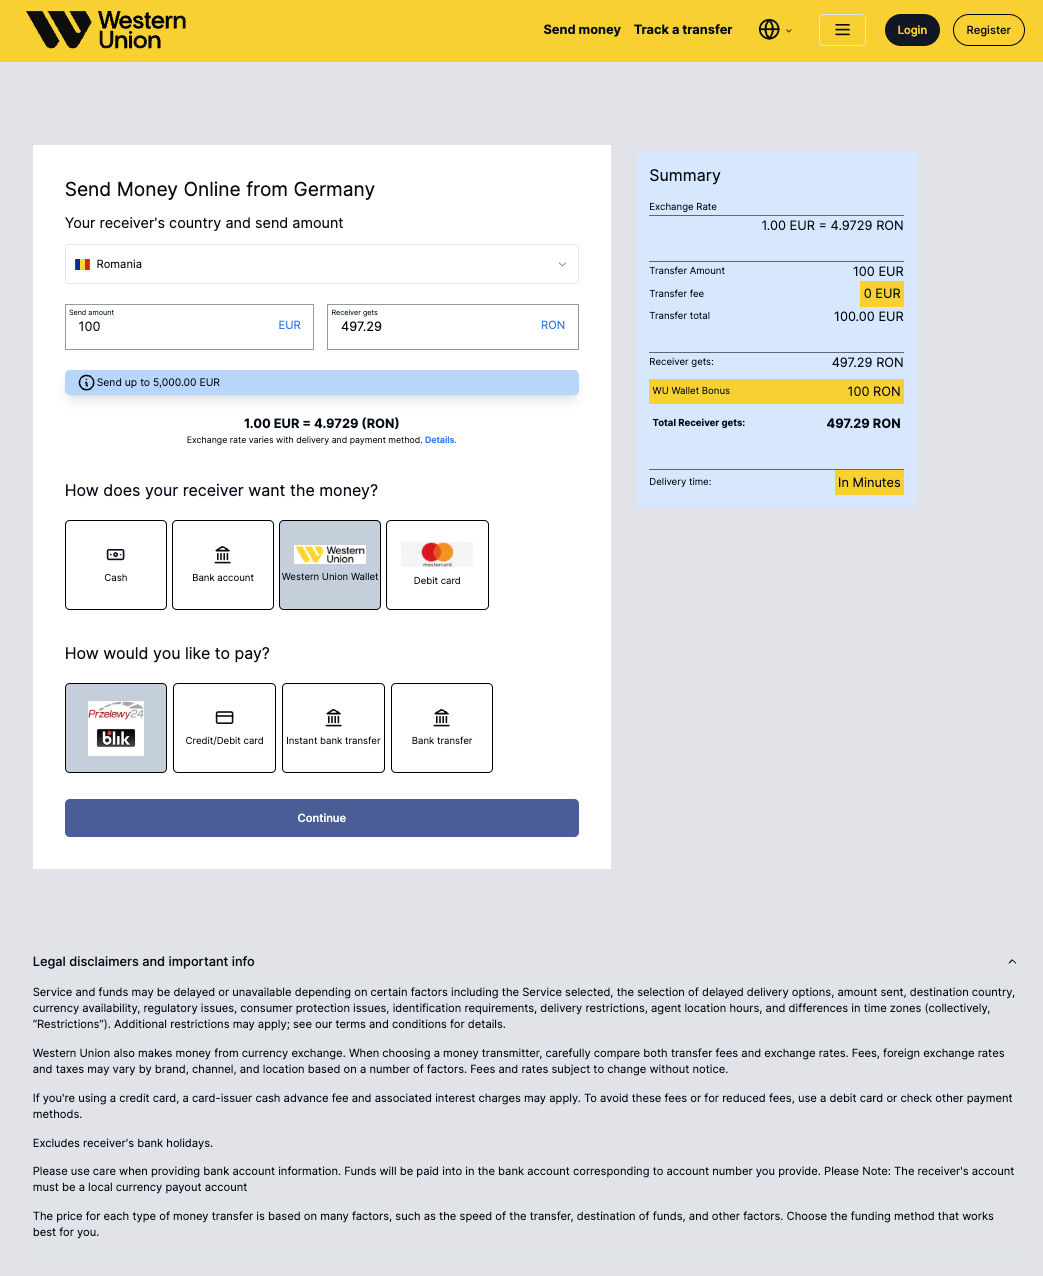 Western Union
Send money
Track a transfer
Login
Register
Send Money Online from Germany
Your receiver's country and send amount
Romania
Send amount
100
EUR
Receiver gets
497.29
RON
Send up to 5,000.00 EUR
1.00 EUR = 4.9729 (RON)
Exchange rate varies with delivery and payment method. Details.
How does your receiver want the money?
Cash
Bank account
Western Union
Western Union Wallet
mastercard
Debit card
How would you like to pay?
Przelewy24
blik
Credit/Debit card
Instant bank transfer
Bank transfer
Continue
Summary
Exchange Rate
1.00 EUR = 4.9729 RON
Transfer Amount 100 EUR
Transfer fee 0 EUR
Transfer total 100.00 EUR
Receiver gets: 497.29 RON
WU Wallet Bonus 100 RON
Total Receiver gets: 497.29 RON
Delivery time: In Minutes
Legal disclaimers and important info
Service and funds may be delayed or unavailable depending on certain factors including the Service selected, the selection of delayed delivery options, amount sent, destination country,
currency availability, regulatory issues, consumer protection issues, identification requirements, delivery restrictions, agent location hours, and differences in time zones (collectively,
“Restrictions”). Additional restrictions may apply; see our terms and conditions for details.
Western Union also makes money from currency exchange. When choosing a money transmitter, carefully compare both transfer fees and exchange rates. Fees, foreign exchange rates
and taxes may vary by brand, channel, and location based on a number of factors. Fees and rates subject to change without notice.
If you're using a credit card, a card-issuer cash advance fee and associated interest charges may apply. To avoid these fees or for reduced fees, use a debit card or check other payment
methods.
Excludes receiver's bank holidays.
Please use care when providing bank account information. Funds will be paid into in the bank account corresponding to account number you provide. Please Note: The receiver's account
must be a local currency payout account
The price for each type of money transfer is based on many factors, such as the speed of the transfer, destination of funds, and other factors. Choose the funding method that works
best for you.